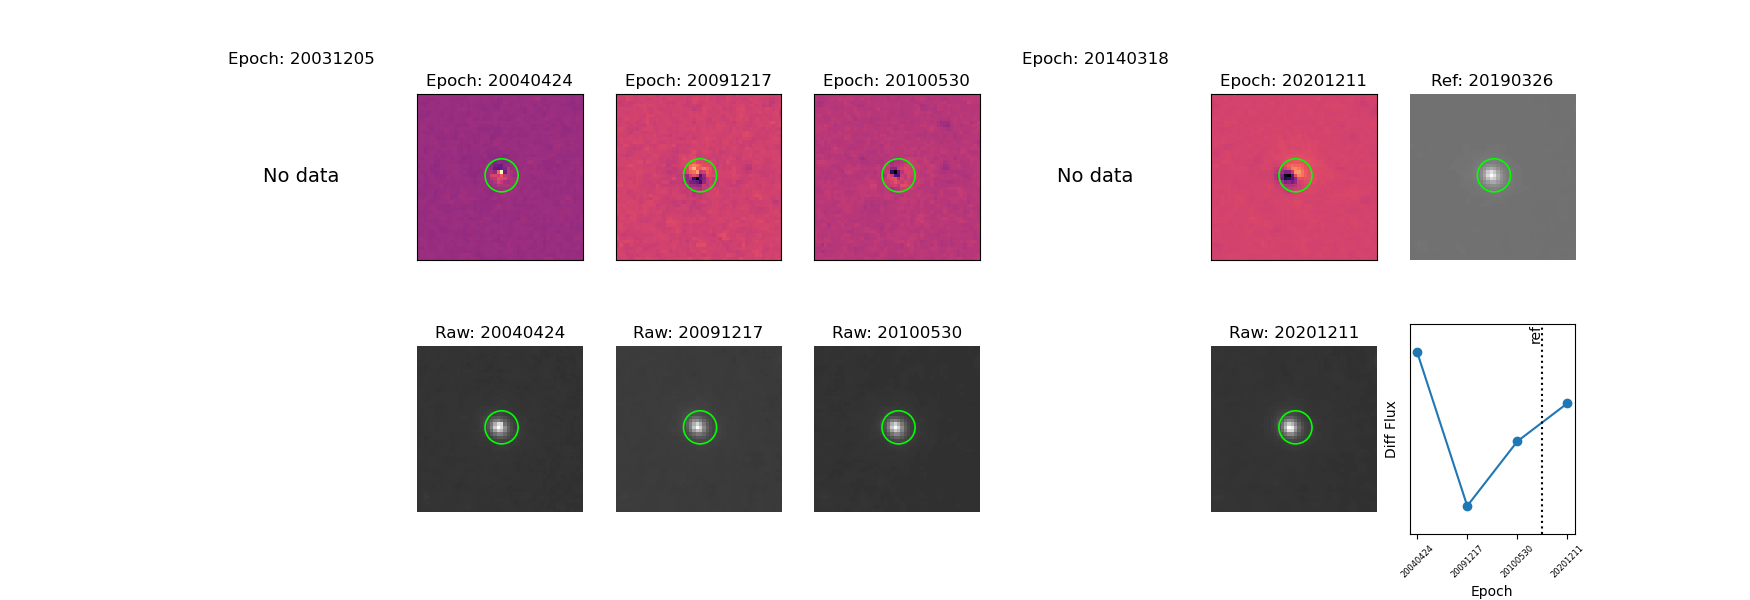 Epoch: 20031205
Epoch: 20040424
Epoch: 20091217
Epoch: 20100530
Epoch: 20140318
Epoch: 20201211
Ref: 20190326
No data
No data
Raw: 20040424
Raw: 20091217
Raw: 20100530
Raw: 20201211
ref
Diff Flux
20040424
20091217
20100530
20201211
Epoch